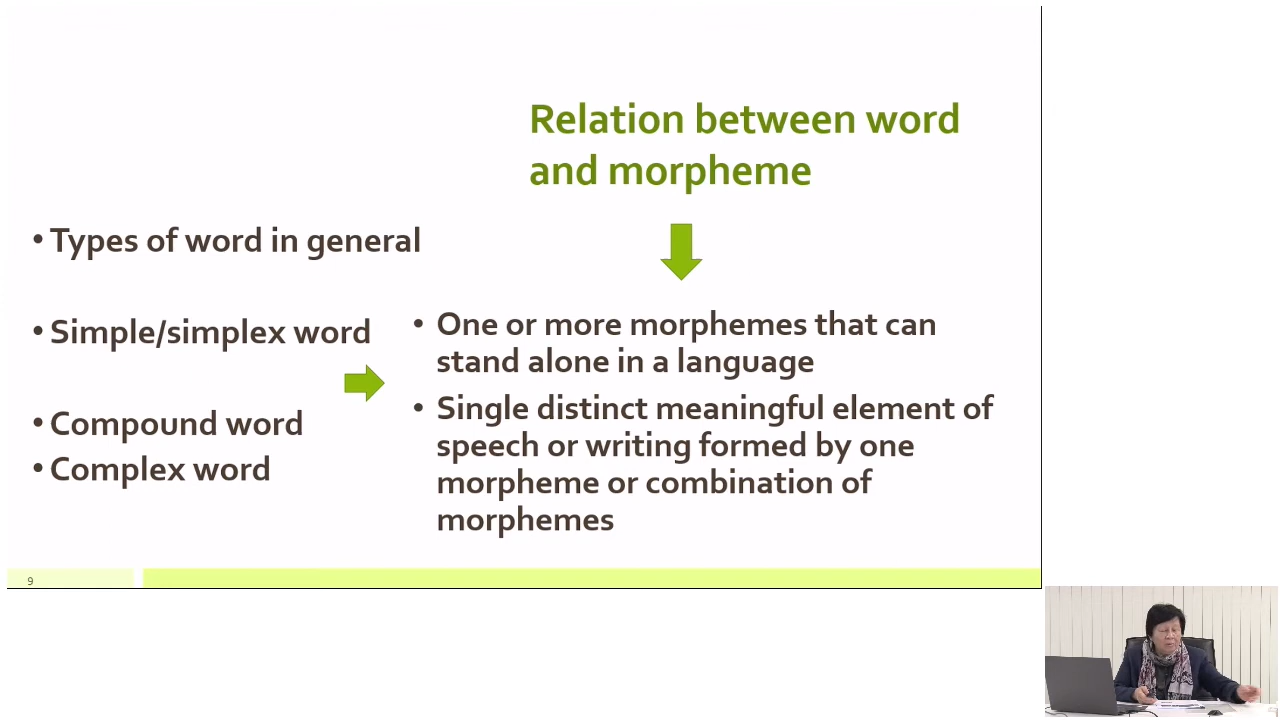 Relation between word
and morpheme
• Types of word in general
• Simple/simplex word
• Compound word
• Complex word
• One or more morphemes that can
stand alone in a language
• Single distinct meaningful element of
speech or writing formed by one
morpheme or combination of
morphemes
9